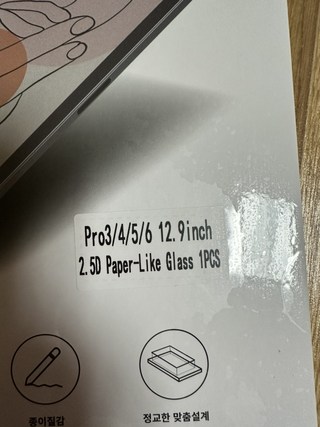 Pro3/4/5/6 12.9inch
2.5D Paper-Like Glass 1PCS
종이질감
정교한 맞춤설계